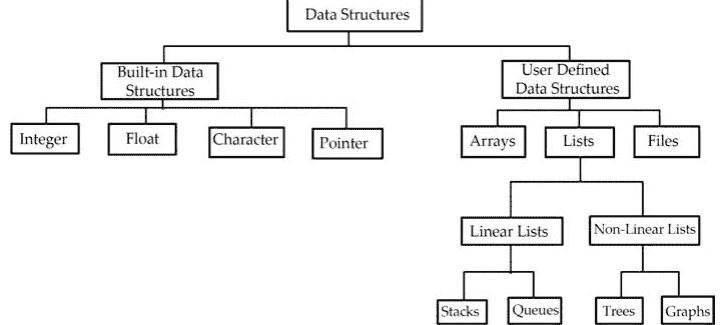 Data Structures
Built-in Data
Structures
User Defined
Data Structures
Integer
Float
Character
Pointer
Arrays
Lists
Files
Linear Lists
Non-Linear Lists
Stacks
Queues
Trees
Graphs